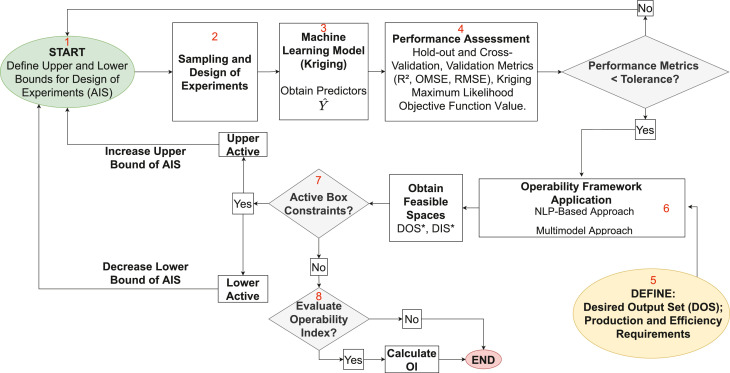 No
1
START
Define Upper and Lower
Bounds for Design of
Experiments (AIS)
2
Sampling and
Design of
Experiments
3
Machine
Learning Model
(Kriging)
Obtain Predictors
Ŷ
4
Performance Assessment
Hold-out and Cross-
Validation, Validation Metrics
(R², OMSE, RMSE), Kriging
Maximum Likelihood
Objective Function Value.
Performance Metrics
< Tolerance?
Yes
Operability Framework
Application
NLP-Based Approach
6
Multimodel Approach
5
DEFINE:
Desired Output Set (DOS);
Production and Efficiency
Requirements
Obtain
Feasible
Spaces
DOS*, DIS*
7
Active Box
Constraints?
Yes
Upper
Active
Increase Upper
Bound of AIS
Lower
Active
Decrease Lower
Bound of AIS
No
8
Evaluate
Operability
Index?
No
Yes
Calculate
OI
END